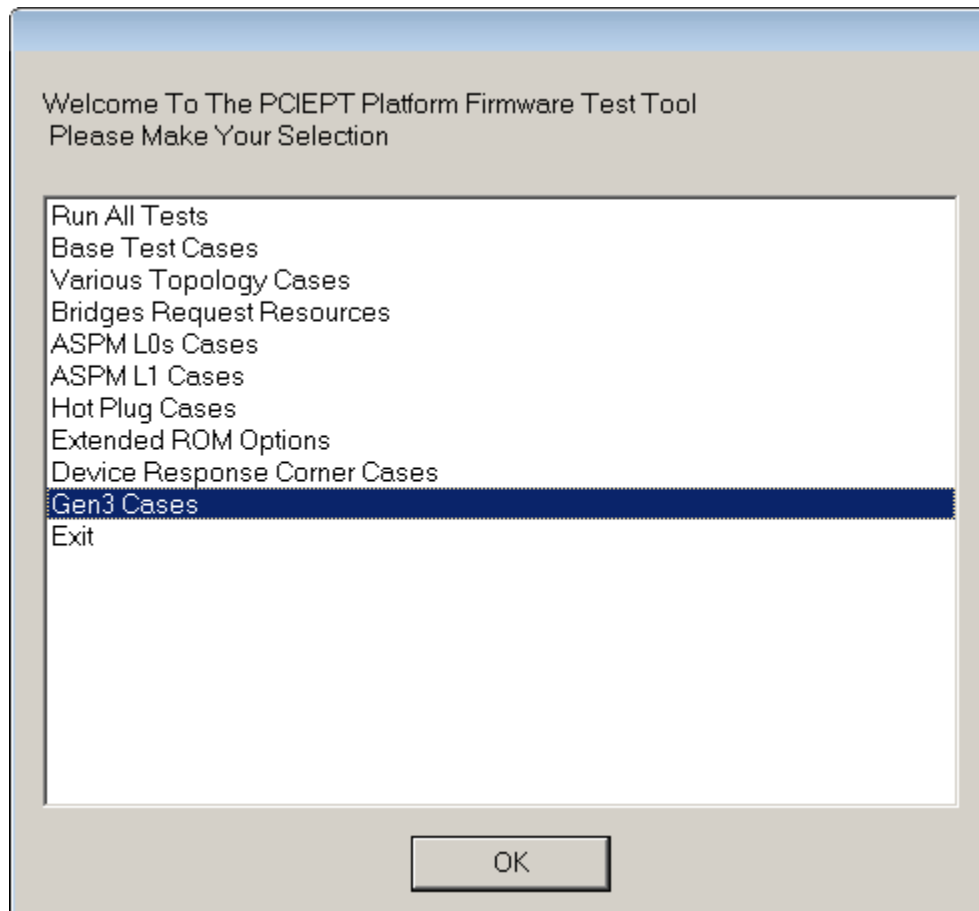 Welcome To The PCIEPT Platform Firmware Test Tool
Please Make Your Selection
Run All Tests
Base Test Cases
Various Topology Cases
Bridges Request Resources
ASPM L0s Cases
ASPM L1 Cases
Hot Plug Cases
Extended ROM Options
Device Response Corner Cases
Gen3 Cases
Exit
OK